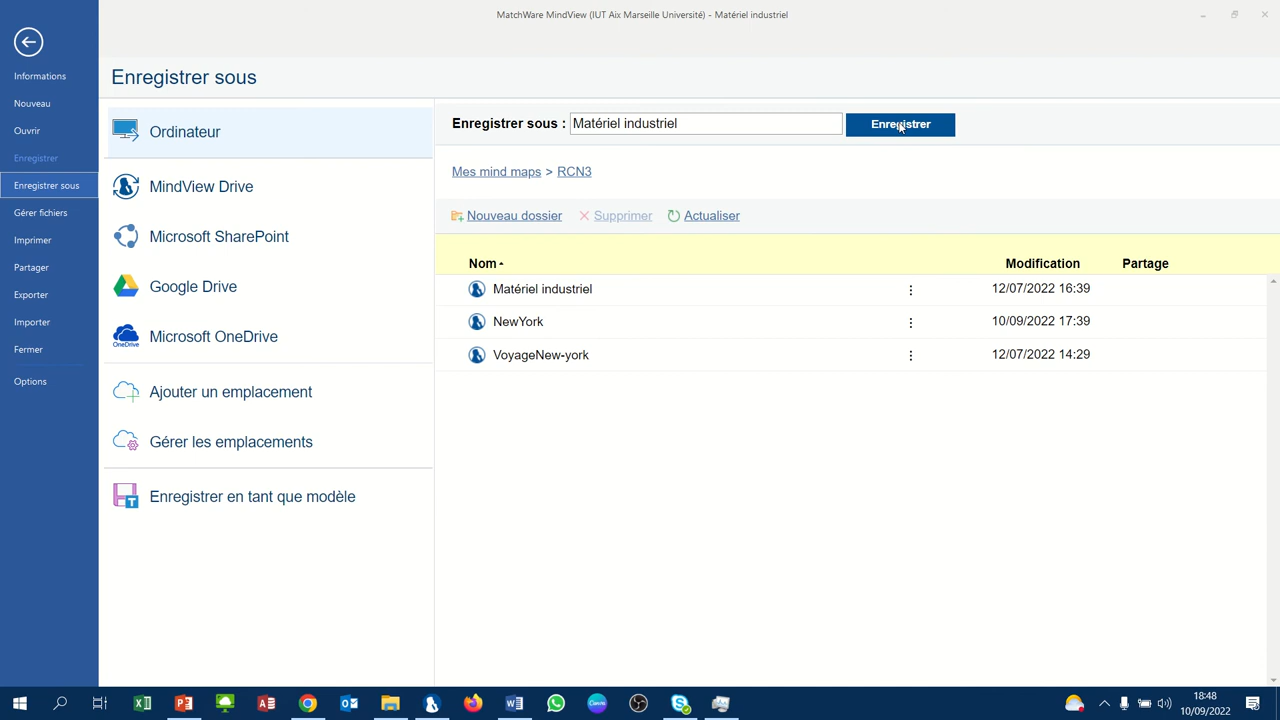 MatchWare MindView (IUT Aix Marseille Université) - Matériel industriel
Informations
Nouveau
Ouvrir
Enregistrer
Enregistrer sous
Gérer fichiers
Imprimer
Partager
Exporter
Importer
Fermer
Options
Enregistrer sous
Ordinateur
MindView Drive
Microsoft SharePoint
Google Drive
Microsoft OneDrive
OneDrive
Ajouter un emplacement
Gérer les emplacements
T
Enregistrer en tant que modèle
Enregistrer sous : Matériel industriel Enregistrer
Mes mind maps > RCN3
Nouveau dossier Supprimer Actualiser
Nom Modification Partage
Matériel industriel 12/07/2022 16:39
NewYork 10/09/2022 17:39
VoyageNew-york 12/07/2022 14:29
18:48
10/09/2022